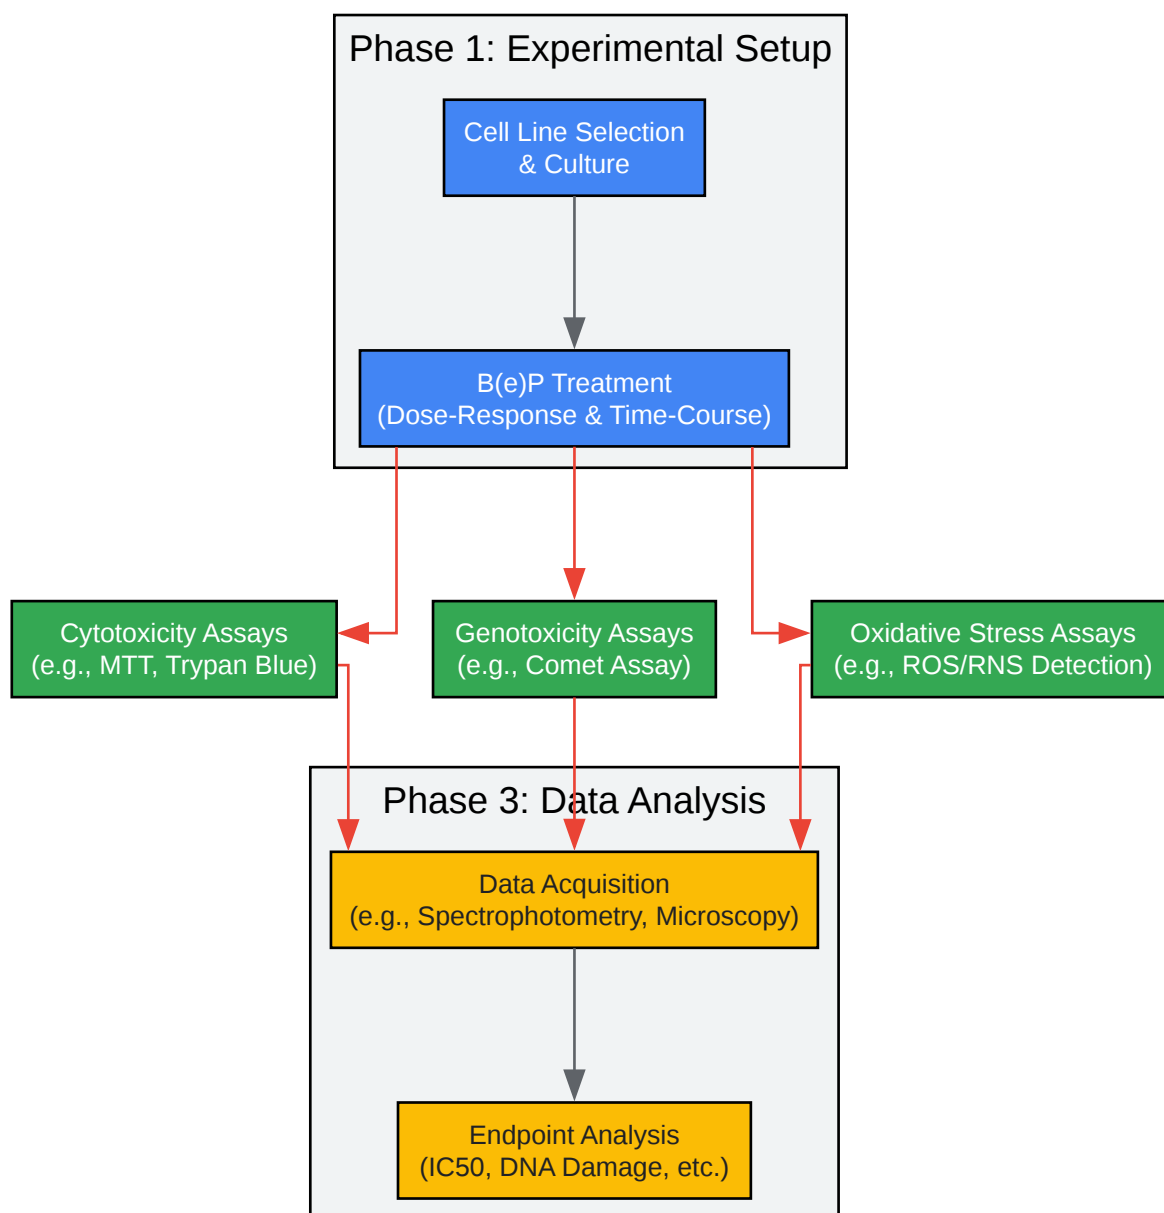 Phase 1: Experimental Setup
Cell Line Selection
& Culture
B(e)P Treatment
(Dose-Response & Time-Course)
Cytotoxicity Assays
(e.g., MTT, Trypan Blue)
Genotoxicity Assays
(e.g., Comet Assay)
Oxidative Stress Assays
(e.g., ROS/RNS Detection)
Phase 3: Data Analysis
Data Acquisition
(e.g., Spectrophotometry, Microscopy)
Endpoint Analysis
(IC50, DNA Damage, etc.)